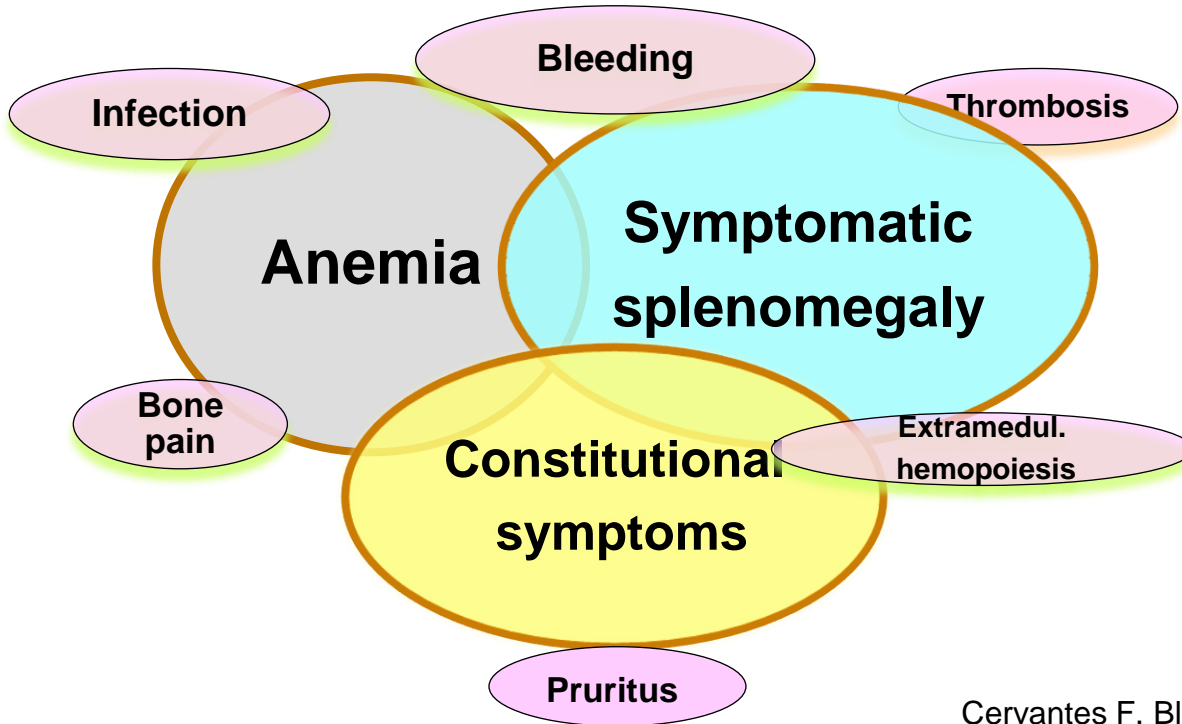 Bleeding
Infection
Thrombosis
Anemia
Symptomatic
splenomegaly
Bone
pain
Extramedul.
hemopoiesis
Constitutional
symptoms
Pruritus
Cervantes F. Bl